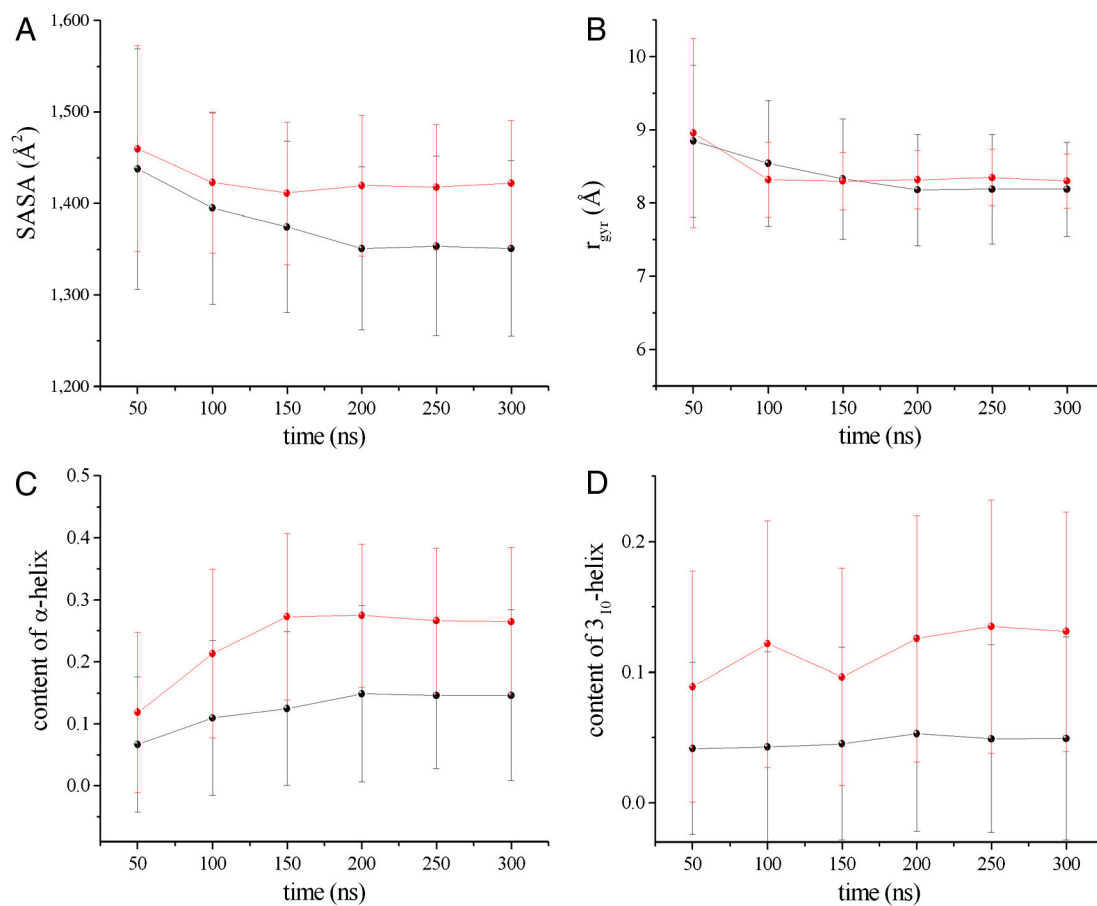 A
SASA (Å²)
1,600
1,500
1,400
1,300
1,200
50 100 150 200 250 300
time (ns)
B
r_gyr (Å)
10
9
8
7
6
50 100 150 200 250 300
time (ns)
C
content of α-helix
0.5
0.4
0.3
0.2
0.1
0.0
50 100 150 200 250 300
time (ns)
D
content of 3₁₀-helix
0.2
0.1
0.0
50 100 150 200 250 300
time (ns)